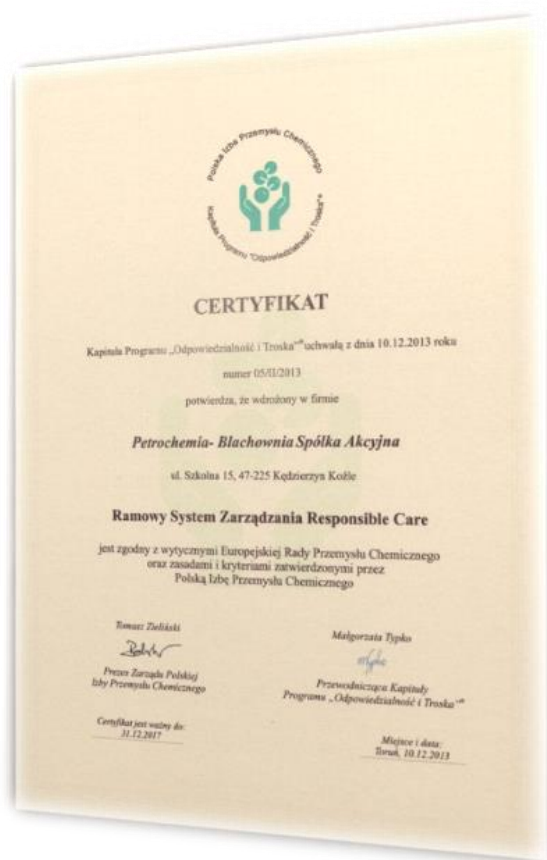 Polska Izba Przemysłu Chemicznego
Kapituła Programu "Odpowiedzialność i Troska"®
CERTYFIKAT
Kapituła Programu „Odpowiedzialność i Troska”® uchwałą z dnia 10.12.2013 roku
numer 05/II/2013
potwierdza, że wdrożony w firmie
Petrochemia- Blachownia Spółka Akcyjna
ul. Szkolna 15, 47-225 Kędzierzyn Koźle
Ramowy System Zarządzania Responsible Care
jest zgodny z wytycznymi Europejskiej Rady Przemysłu Chemicznego
oraz zasadami i kryteriami zatwierdzonymi przez
Polską Izbę Przemysłu Chemicznego
Tomasz Zieliński
Prezes Zarządu Polskiej
Izby Przemysłu Chemicznego
Certyfikat jest ważny do:
31.12.2017
Małgorzata Typko
Przewodnicząca Kapituły
Programu „Odpowiedzialność i Troska”®
Miejsce i data:
Toruń, 10.12.2013